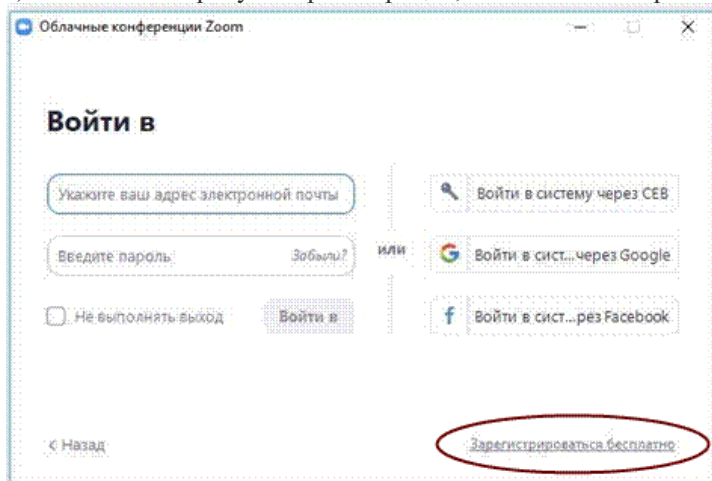 Облачные конференции Zoom
Войти в
Укажите ваш адрес электронной почты
Введите пароль
Забыли?
Не выполнять выход
Войти в
или
Войти в систему через СЕВ
Войти в сист...через Google
Войти в сист...рез Facebook
< Назад
Зарегистрироваться бесплатно